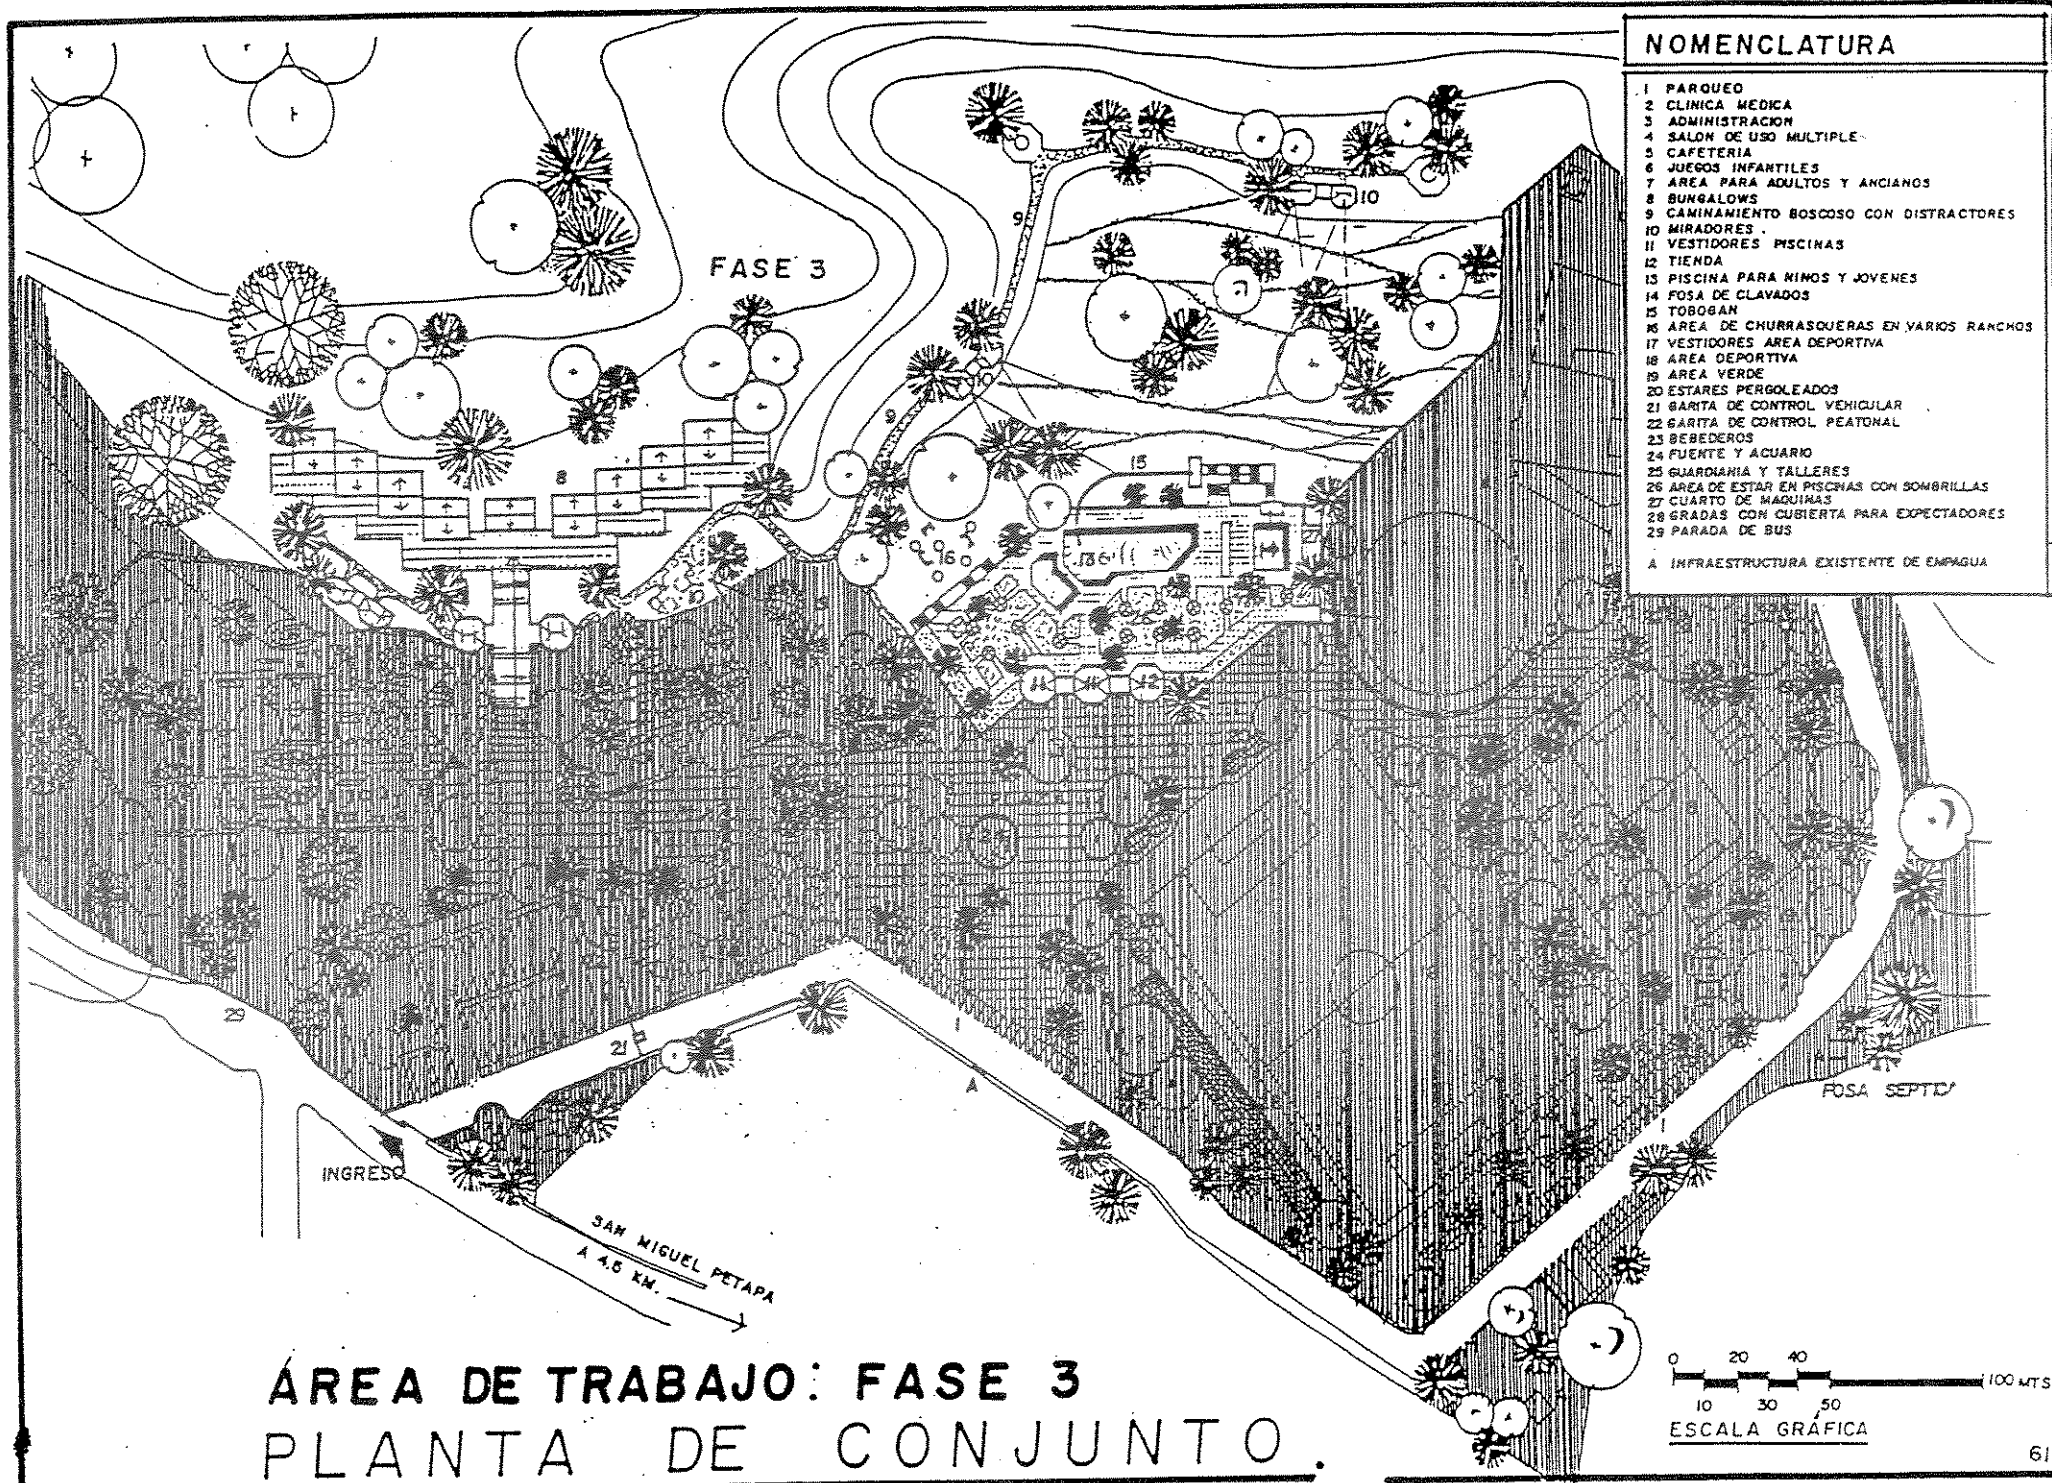 NOMENCLATURA
1 PARQUEO
2 CLINICA MEDICA
3 ADMINISTRACION
4 SALON DE USO MULTIPLE
5 CAFETERIA
6 JUEGOS INFANTILES
7 AREA PARA ADULTOS Y ANCIANOS
8 BUNGALOWS
9 CAMINAMIENTO BOSCOSO CON DISTRACTORES
10 MIRADORES.
11 VESTIDORES PISCINAS
12 TIENDA
13 PISCINA PARA NINOS Y JOVENES
14 FOSA DE CLAVADOS
15 TOBOGAN
16 AREA DE CHURRASQUERAS EN VARIOS RANCHOS
17 VESTIDORES AREA DEPORTIVA
18 AREA DEPORTIVA
19 AREA VERDE
20 ESTARES PERGOLEADOS
21 GARITA DE CONTROL VEHICULAR
22 GARITA DE CONTROL PEATONAL
23 BEBEDEROS
24 FUENTE Y ACUARIO
25 GUARDIANIA Y TALLERES
26 AREA DE ESTAR EN PISCINAS CON SOMBRILLAS
27 CUARTO DE MAQUINAS
28 GRADAS CON CUBIERTA PARA EXPECTADORES
29 PARADA DE BUS
A INFRAESTRUCTURA EXISTENTE DE EMPAGUA
10
9
FASE 3
10
9
15
8
16
13
26
11 11 12
29
21
1
A
FOSA SEPTIC
1
INGRESO
SAN MIGUEL PETAPA
A 4.5 KM.
ÁREA DE TRABAJO: FASE 3
PLANTA DE CONJUNTO.
0 20 40 100 MTS
10 30 50
ESCALA GRÁFICA
61